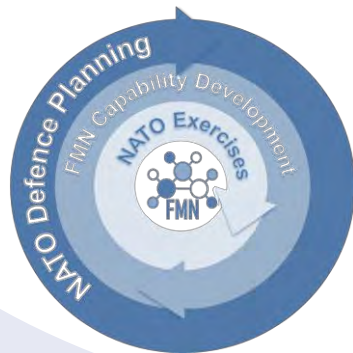 NATO Defence Planning
FMN Capability Development
NATO Exercises
FMN